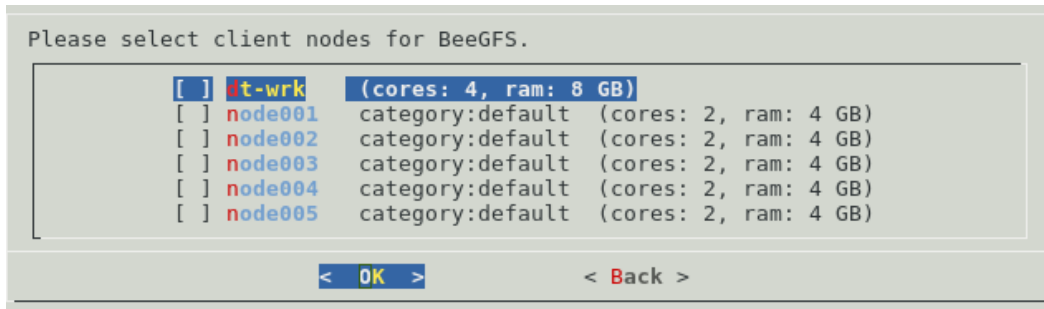 Please select client nodes for BeeGFS.
[ ] dt-wrk (cores: 4, ram: 8 GB)
[ ] node001 category:default (cores: 2, ram: 4 GB)
[ ] node002 category:default (cores: 2, ram: 4 GB)
[ ] node003 category:default (cores: 2, ram: 4 GB)
[ ] node004 category:default (cores: 2, ram: 4 GB)
[ ] node005 category:default (cores: 2, ram: 4 GB)
< OK > < Back >